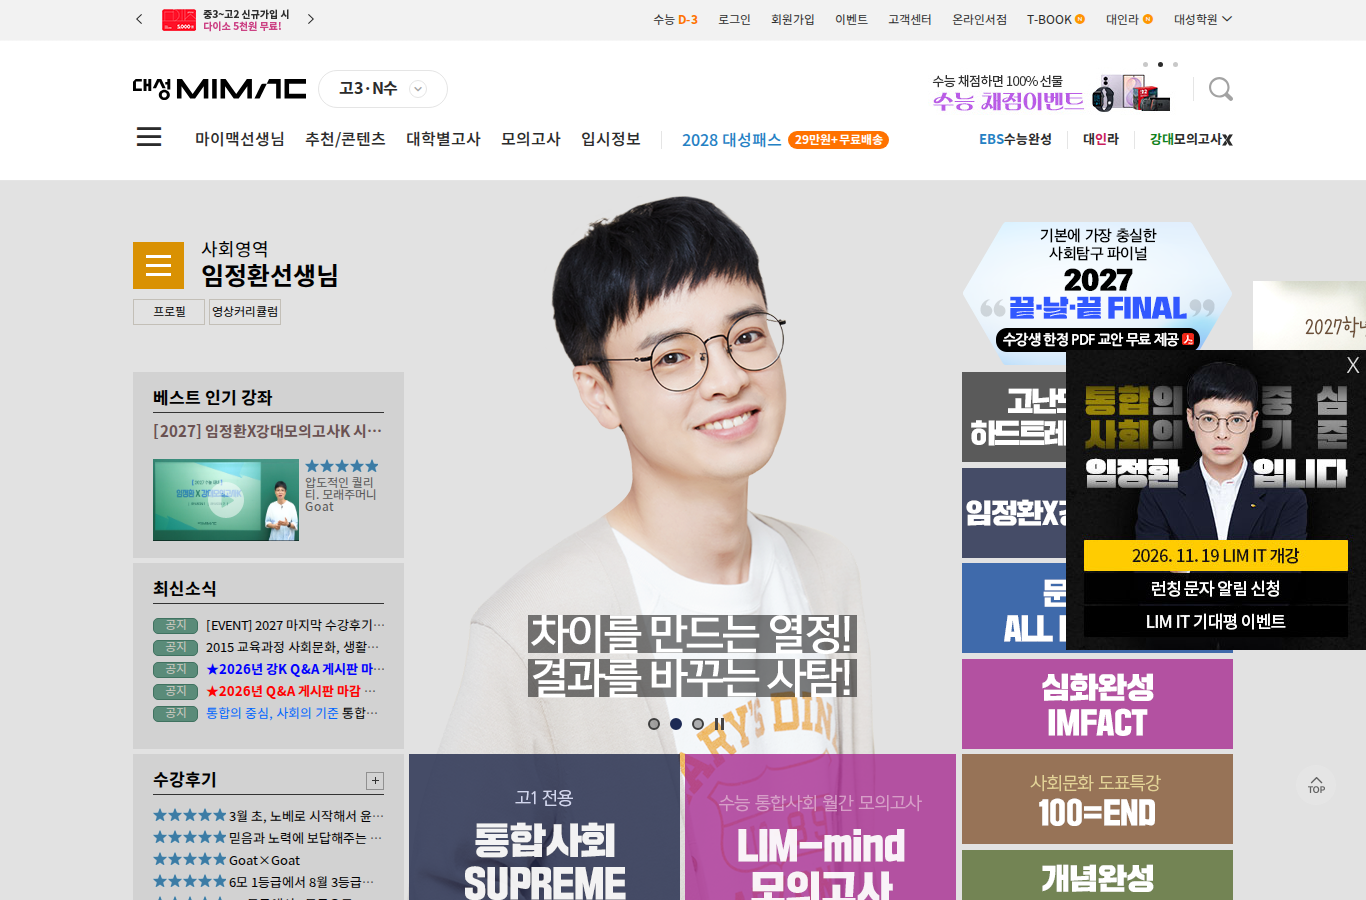 중3~고2 신규가입 시
다이소 5천원 무료!
수능 D-3
로그인
회원가입
이벤트
고객센터
온라인서점
T-BOOK N
대인라 N
대성학원
대성 MIMAC
고3·N수
수능 채점하면 100% 선물
수능 채점이벤트
마이맥선생님
추천/콘텐츠
대학별고사
모의고사
입시정보
2028 대성패스
29만원+무료배송
EBS수능완성
대인라
강대모의고사X
사회영역
임정환선생님
프로필
영상커리큘럼
기본에 가장 충실한
사회탐구 파이널
2027
“끝·날·끝 FINAL”
수강생 한정 PDF 교안 무료 제공
2027학년
베스트 인기 강좌
[2027] 임정환X강대모의고사K 시…
★★★★★
압도적인 퀄리
티. 모래주머니
Goat
최신소식
공지 [EVENT] 2027 마지막 수강후기…
공지 2015 교육과정 사회문화, 생활…
공지 ★2026년 강K Q&A 게시판 마…
공지 ★2026년 Q&A 게시판 마감 …
공지 통합의 중심, 사회의 기준 통합…
수강후기
+
★★★★★ 3월 초, 노베로 시작해서 윤…
★★★★★ 믿음과 노력에 보답해주는 …
★★★★★ Goat×Goat
★★★★★ 6모 1등급에서 8월 3등급…
차이를 만드는 열정!
결과를 바꾸는 사탐!
고1 전용
통합사회
SUPREME
수능 통합사회 월간 모의고사
LIM-mind
모의고사
고난도
하드트레
임정환X강
문
ALL I
심화완성
IMFACT
사회문화 도표특강
100=END
개념완성
X
통합의 중심
사회의 기준
임정환 입니다
2026. 11. 19 LIM IT 개강
런칭 문자 알림 신청
LIM IT 기대평 이벤트
TOP